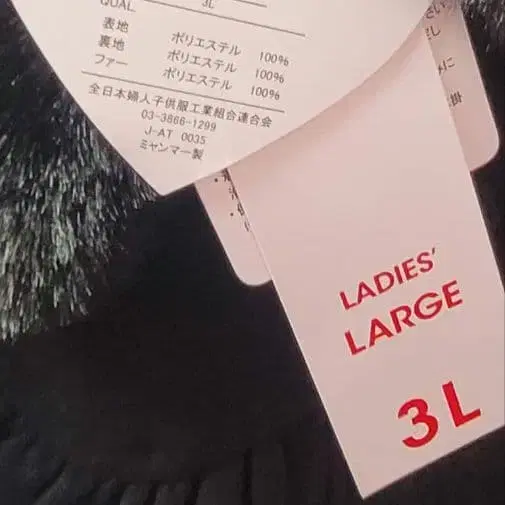 QUAL
3L
表地 ポリエステル 100%
裏地 ポリエステル 100%
ファー ポリエステル 100%
全日本婦人子供服工業組合連合会
03-3866-1299
J-AT 0035
ミャンマー製
LADIES'
LARGE
3L